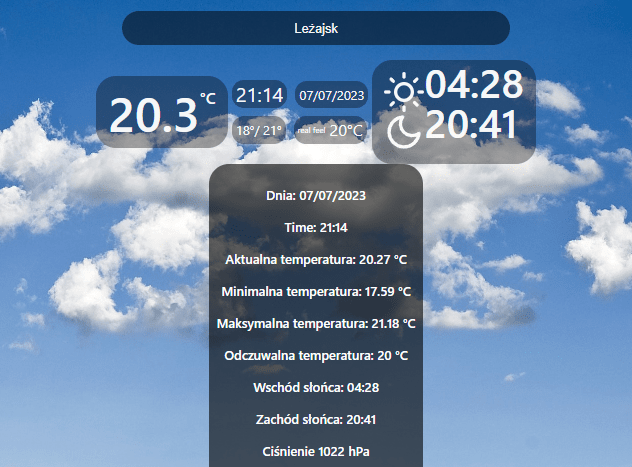 Leżajsk
20.3 °C
21:14
07/07/2023
18°/ 21°
real feel 20°C
04:28
20:41
Dnia: 07/07/2023
Time: 21:14
Aktualna temperatura: 20.27 °C
Minimalna temperatura: 17.59 °C
Maksymalna temperatura: 21.18 °C
Odczuwalna temperatura: 20 °C
Wschód słońca: 04:28
Zachód słońca: 20:41
Ciśnienie 1022 hPa